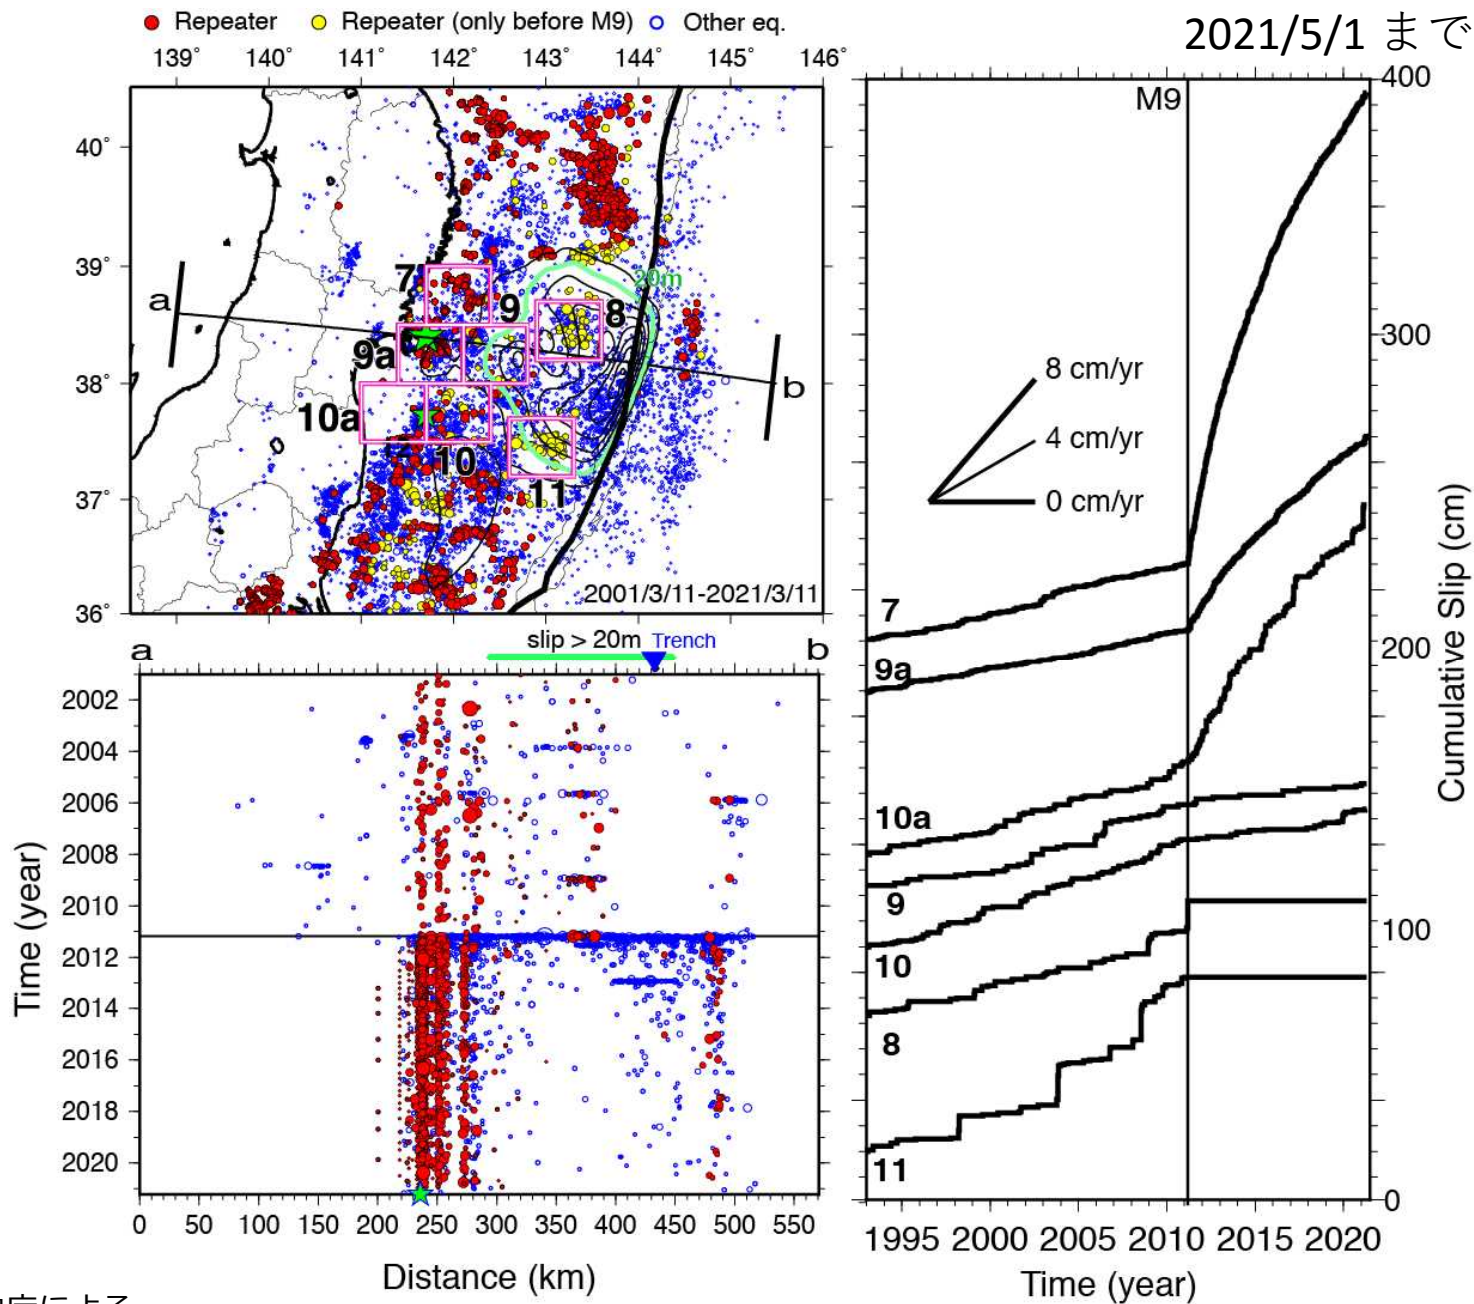 Repeater
Repeater (only before M9)
Other eq.
2021/5/1 まで
139° 140° 141° 142° 143° 144° 145° 146°
40°
39°
38°
37°
36°
a
b
7
9
8
20m
9a
10a
10
11
2001/3/11-2021/3/11
a
slip > 20m
Trench
b
2002
2004
2006
2008
2010
2012
2014
2016
2018
2020
Time (year)
0 50 100 150 200 250 300 350 400 450 500 550
Distance (km)
M9
400
300
200
100
0
8 cm/yr
4 cm/yr
0 cm/yr
7
9a
10a
9
10
8
11
Cumulative Slip (cm)
1995 2000 2005 2010 2015 2020
Time (year)